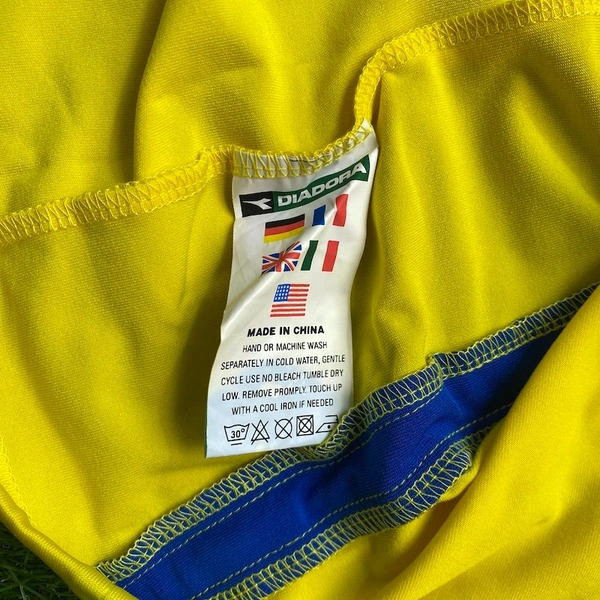 DIADORA
MADE IN CHINA
HAND OR MACHINE WASH
SEPARATELY IN COLD WATER, GENTLE
CYCLE USE NO BLEACH TUMBLE DRY
LOW. REMOVE PROMPLY. TOUCH UP
WITH A COOL IRON IF NEEDED
30°